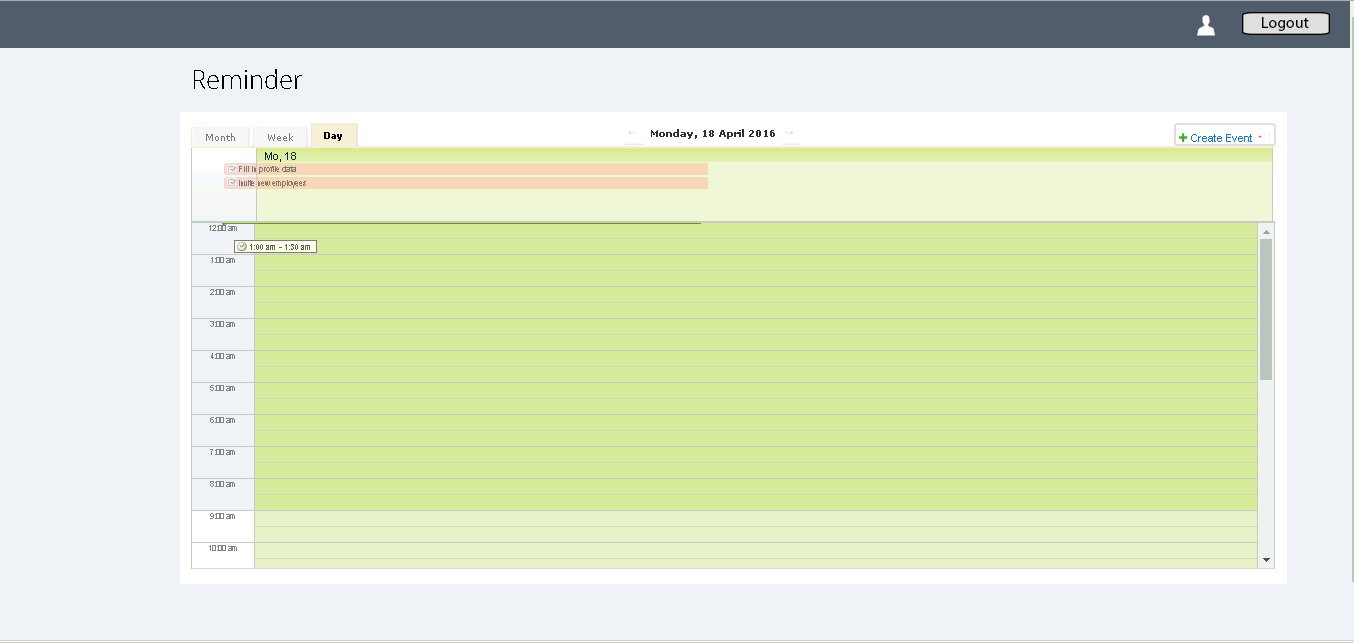 Logout
Reminder
Month Week Day Monday, 18 April 2016 Create Event
Mo, 18
Fill in profile data
Invite new employees
12:00 am
1:00 am - 1:30 am
1:00 am
2:00 am
3:00 am
4:00 am
5:00 am
6:00 am
7:00 am
8:00 am
9:00 am
10:00 am